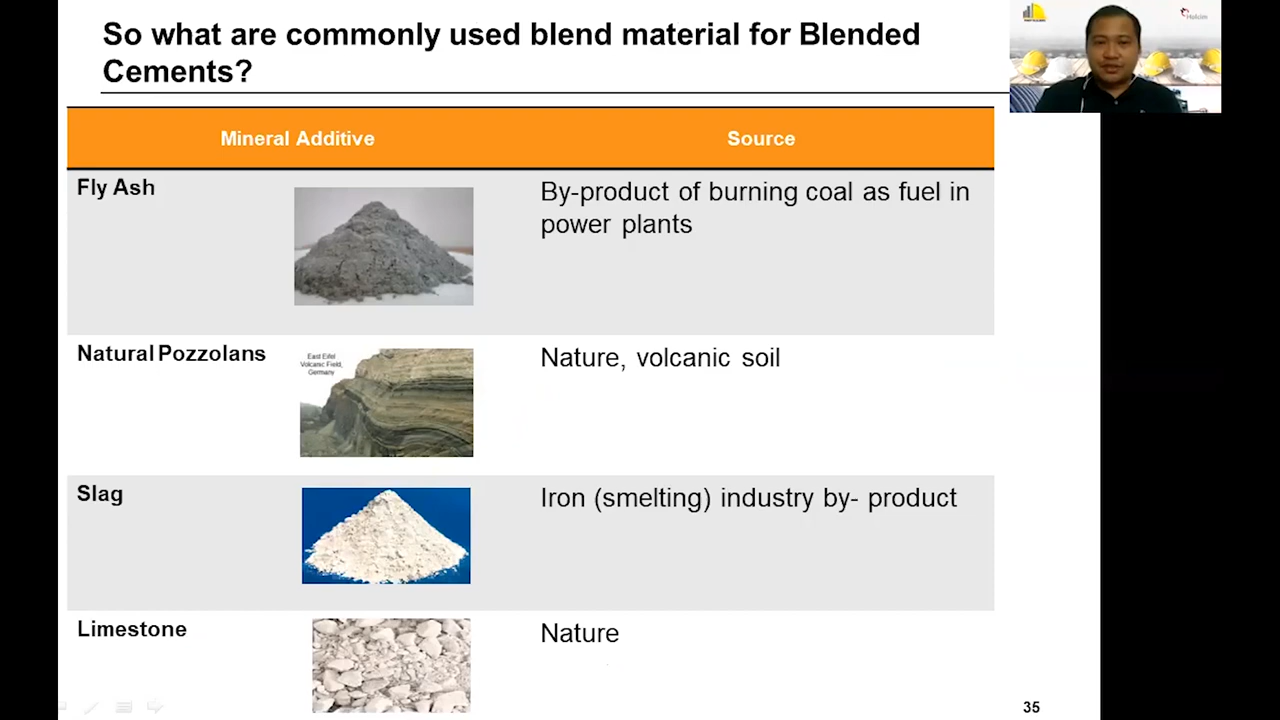 So what are commonly used blend material for Blended
Cements?
Holcim
Mineral Additive
Source
Fly Ash
By-product of burning coal as fuel in
power plants
Natural Pozzolans
East Eifel
Volcanic Field,
Germany
Nature, volcanic soil
Slag
Iron (smelting) industry by- product
Limestone
Nature
35